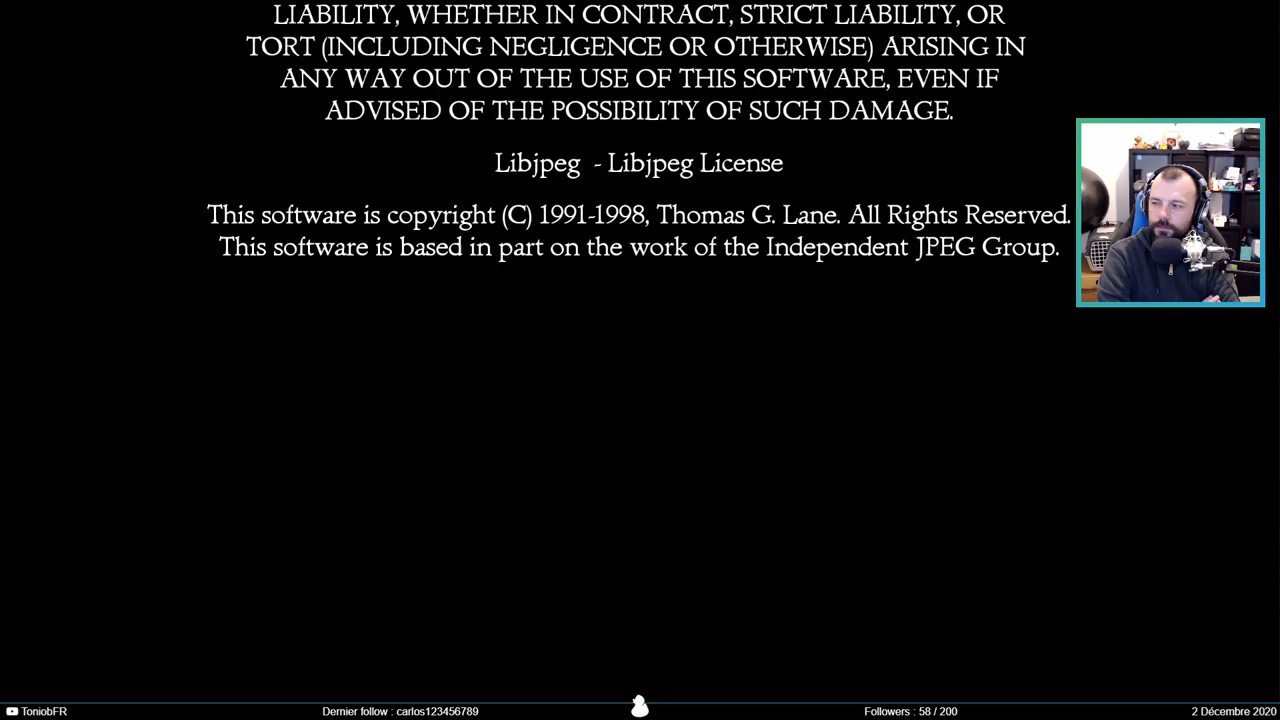 LIABILITY, WHETHER IN CONTRACT, STRICT LIABILITY, OR
TORT (INCLUDING NEGLIGENCE OR OTHERWISE) ARISING IN
ANY WAY OUT OF THE USE OF THIS SOFTWARE, EVEN IF
ADVISED OF THE POSSIBILITY OF SUCH DAMAGE.
Libjpeg - Libjpeg License
This software is copyright (C) 1991-1998, Thomas G. Lane. All Rights Reserved.
This software is based in part on the work of the Independent JPEG Group.
ToniobFR
Dernier follow : carlos123456789
Followers : 58 / 200
2 Décembre 2020